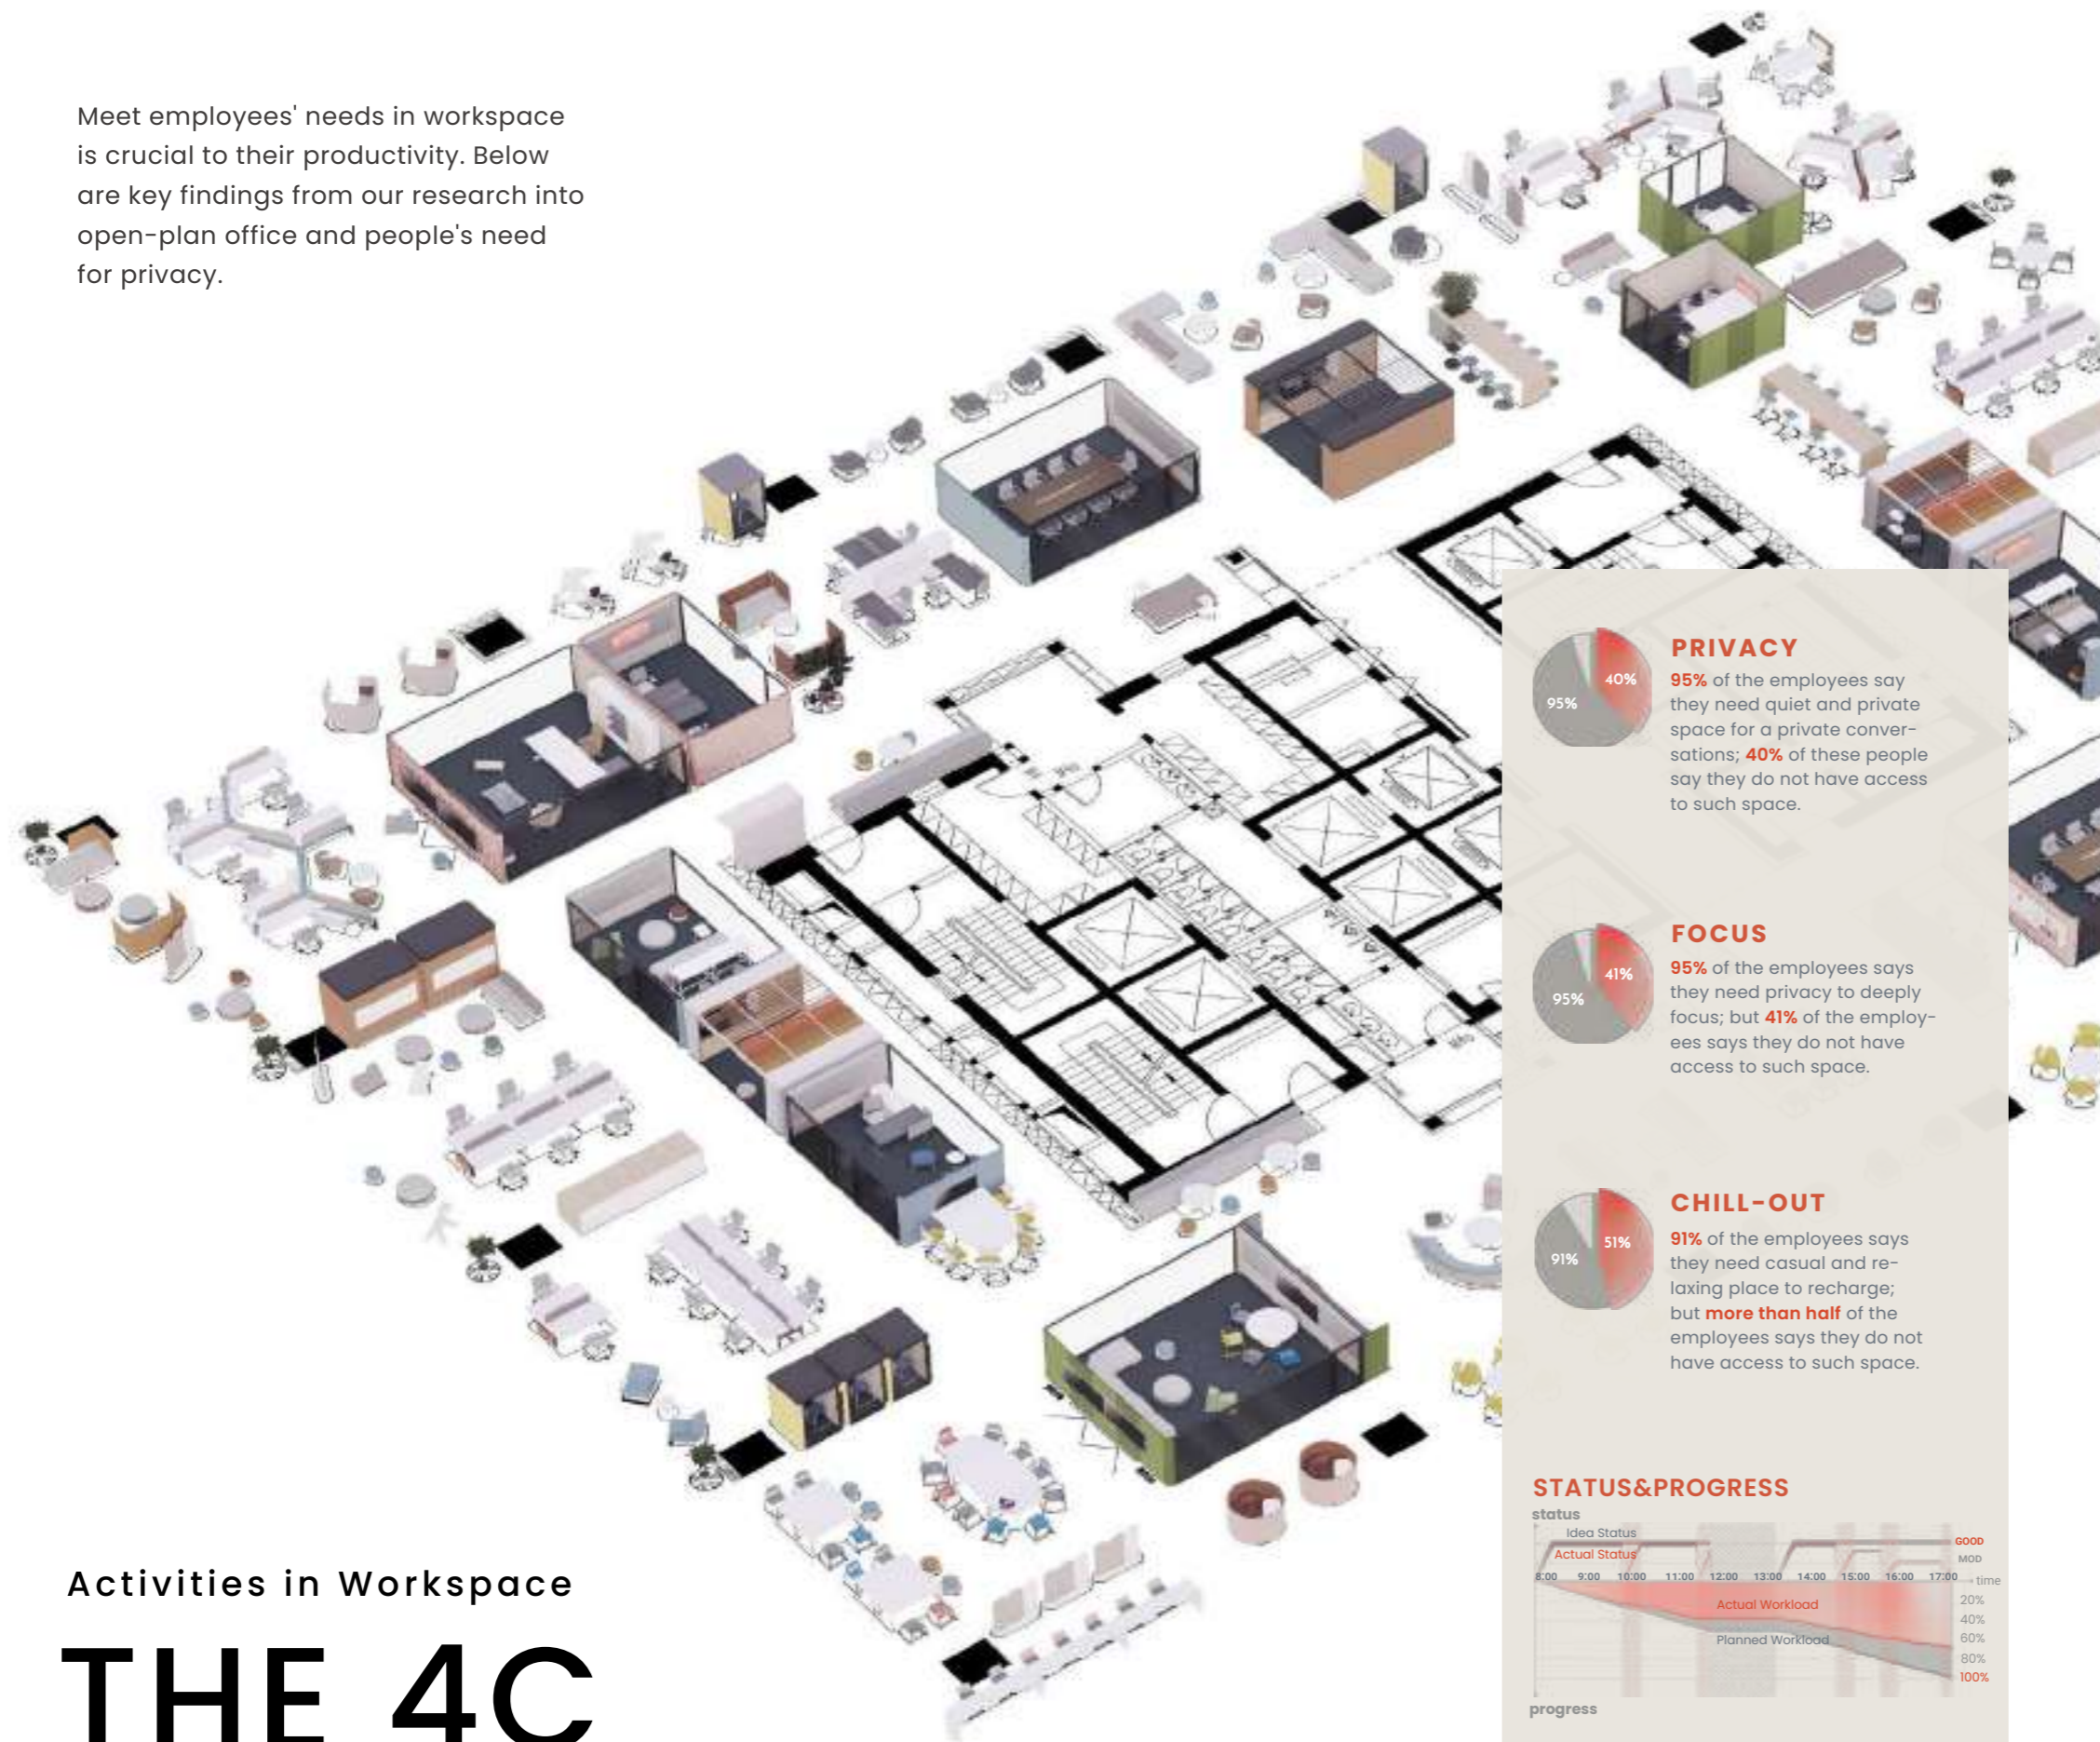 Meet employees' needs in workspace
is crucial to their productivity. Below
are key findings from our research into
open-plan office and people's need
for privacy.
Activities in Workspace
THE 4C
PRIVACY
40%
95%
95% of the employees say
they need quiet and private
space for a private conver-
sations; 40% of these people
say they do not have access
to such space.
FOCUS
41%
95%
95% of the employees says
they need privacy to deeply
focus; but 41% of the employ-
ees says they do not have
access to such space.
CHILL-OUT
51%
91%
91% of the employees says
they need casual and re-
laxing place to recharge;
but more than half of the
employees says they do not
have access to such space.
STATUS&PROGRESS
status
Idea Status
GOOD
Actual Status
MOD
8:00 9:00 10:00 11:00 12:00 13:00 14:00 15:00 16:00 17:00
time
20%
Actual Workload
40%
Planned Workload
60%
80%
100%
progress